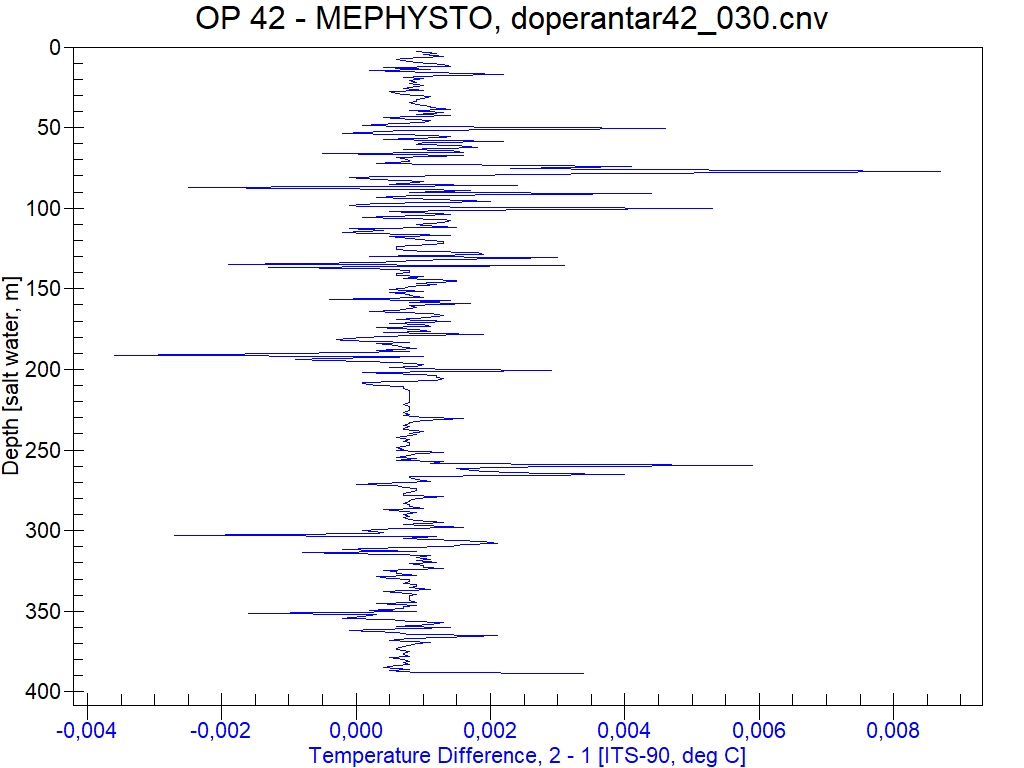 OP 42 - MEPHYSTO, doperantar42_030.cnv
0
50
100
150
200
250
300
350
400
Depth [salt water, m]
-0,004 -0,002 0,000 0,002 0,004 0,006 0,008
Temperature Difference, 2 - 1 [ITS-90, deg C]